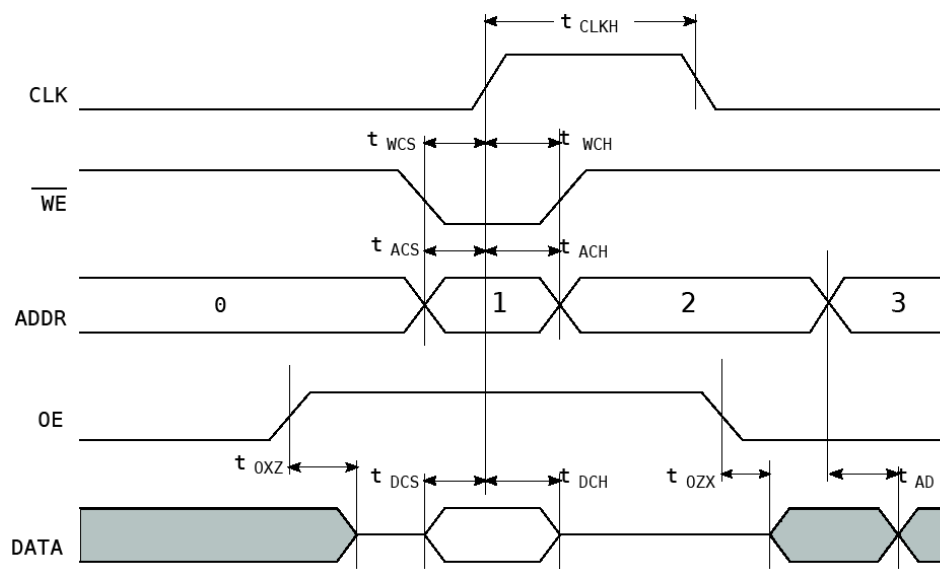 t CLKH
CLK
t WCS t WCH
WE
t ACS t ACH
ADDR 0 1 2 3
OE
t OXZ t DCS t DCH t OZX t AD
DATA